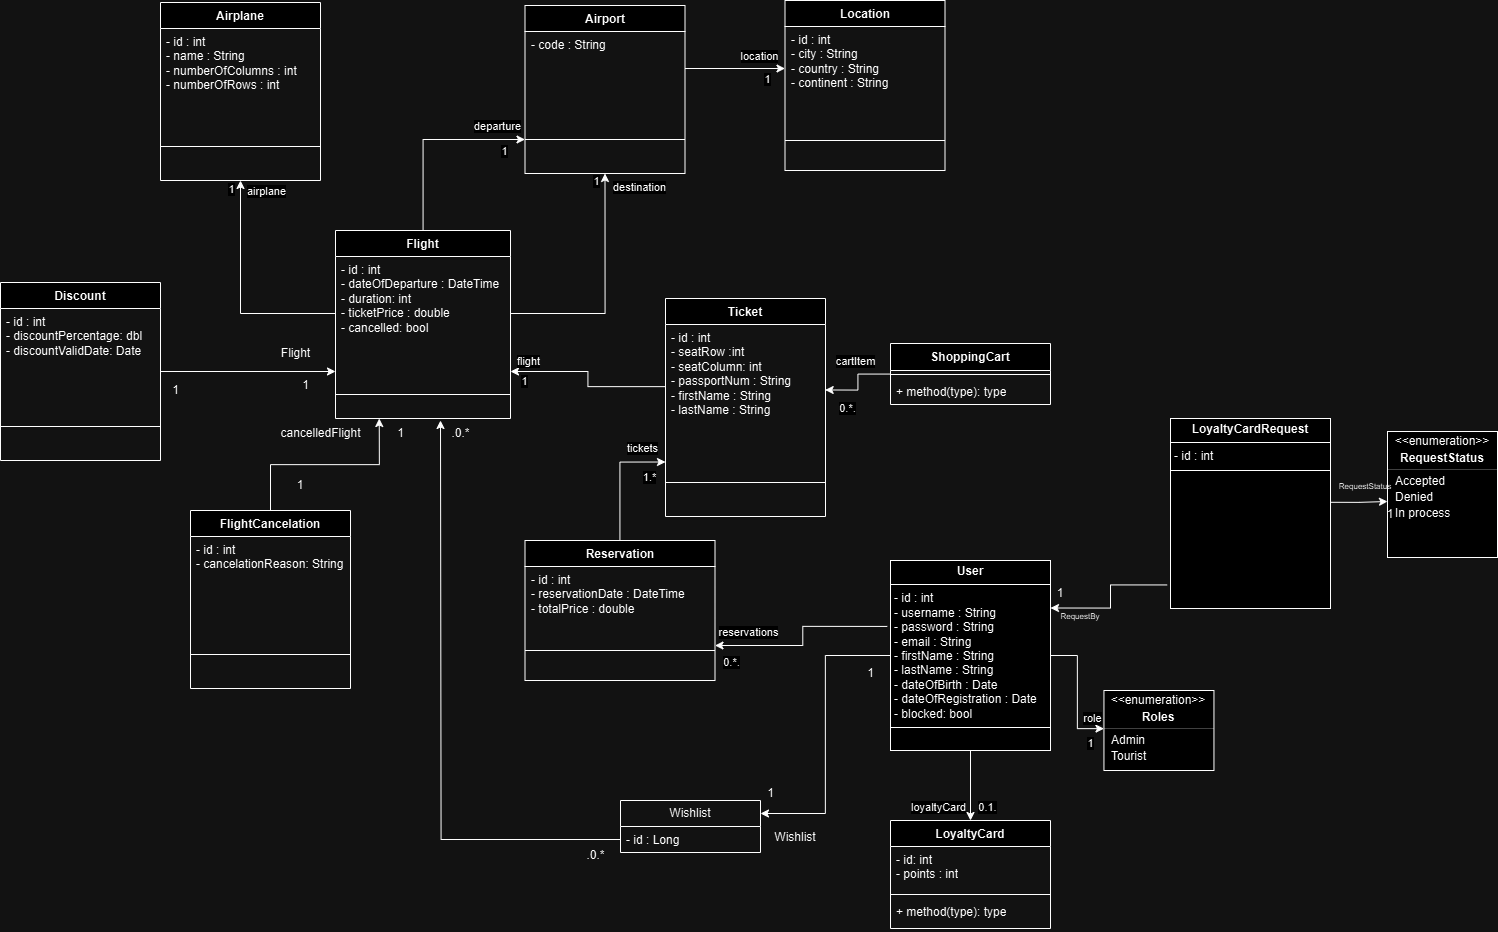 Airplane
- id : int
- name : String
- numberOfColumns : int
- numberOfRows : int
Airport
- code : String
Location
- id : int
- city : String
- country : String
- continent : String
location
1
departure
1
1
destination
1
airplane
Flight
- id : int
- dateOfDeparture : DateTime
- duration: int
- ticketPrice : double
- cancelled: bool
Discount
- id : int
- discountPercentage: dbl
- discountValidDate: Date
Flight
1
1
Ticket
- id : int
- seatRow :int
- seatColumn: int
- passportNum : String
- firstName : String
- lastName : String
flight
1
ShoppingCart
+ method(type): type
cartItem
0.*.
cancelledFlight
1
.0.*
1
FlightCancelation
- id : int
- cancelationReason: String
tickets
1.*
Reservation
- id : int
- reservationDate : DateTime
- totalPrice : double
reservations
0.*.
LoyaltyCardRequest
- id : int
RequestStatus
1
<<enumeration>>
RequestStatus
Accepted
Denied
In process
User
- id : int
- username : String
- password : String
- email : String
- firstName : String
- lastName : String
- dateOfBirth : Date
- dateOfRegistration : Date
- blocked: bool
1
RequestBy
1
role
1
<<enumeration>>
Roles
Admin
Tourist
Wishlist
- id : Long
1
Wishlist
.0.*
loyaltyCard
0.1.
LoyaltyCard
- id: int
- points : int
+ method(type): type